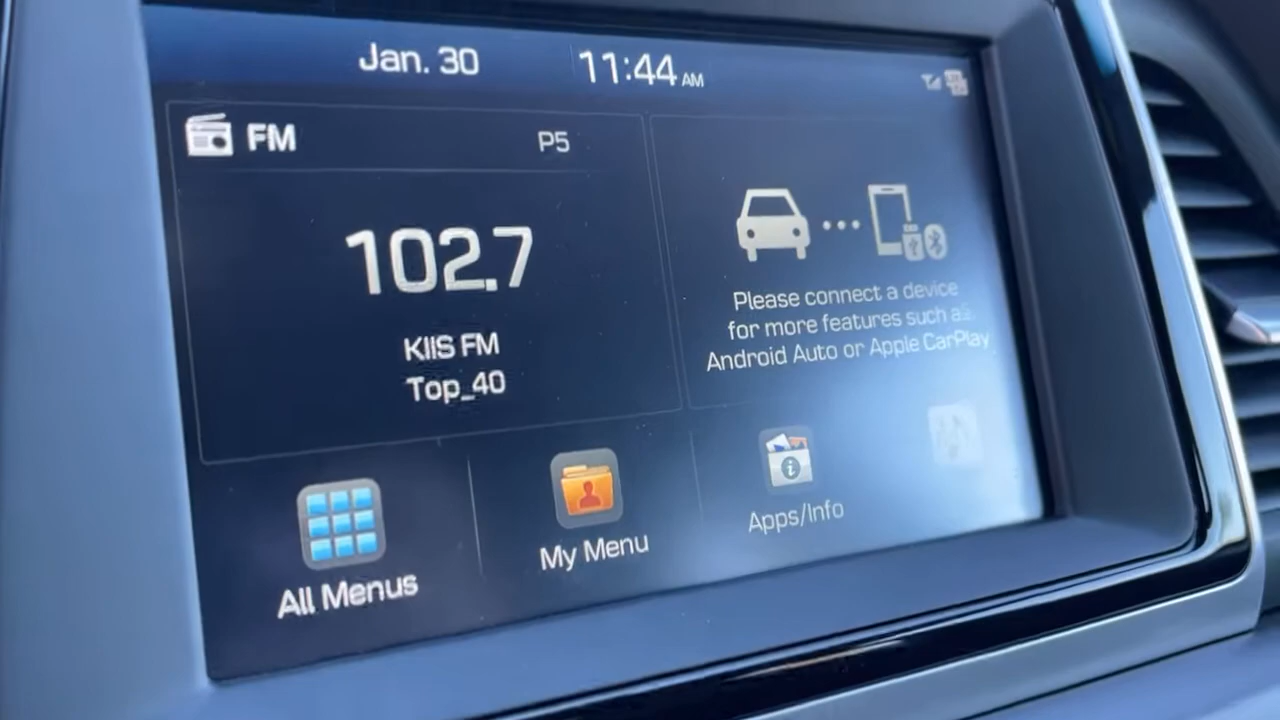 Jan. 30 11:44 AM
FM P5
102.7
KIIS FM
Top_40
Please connect a device
for more features such as
Android Auto or Apple CarPlay
All Menus
My Menu
Apps/Info